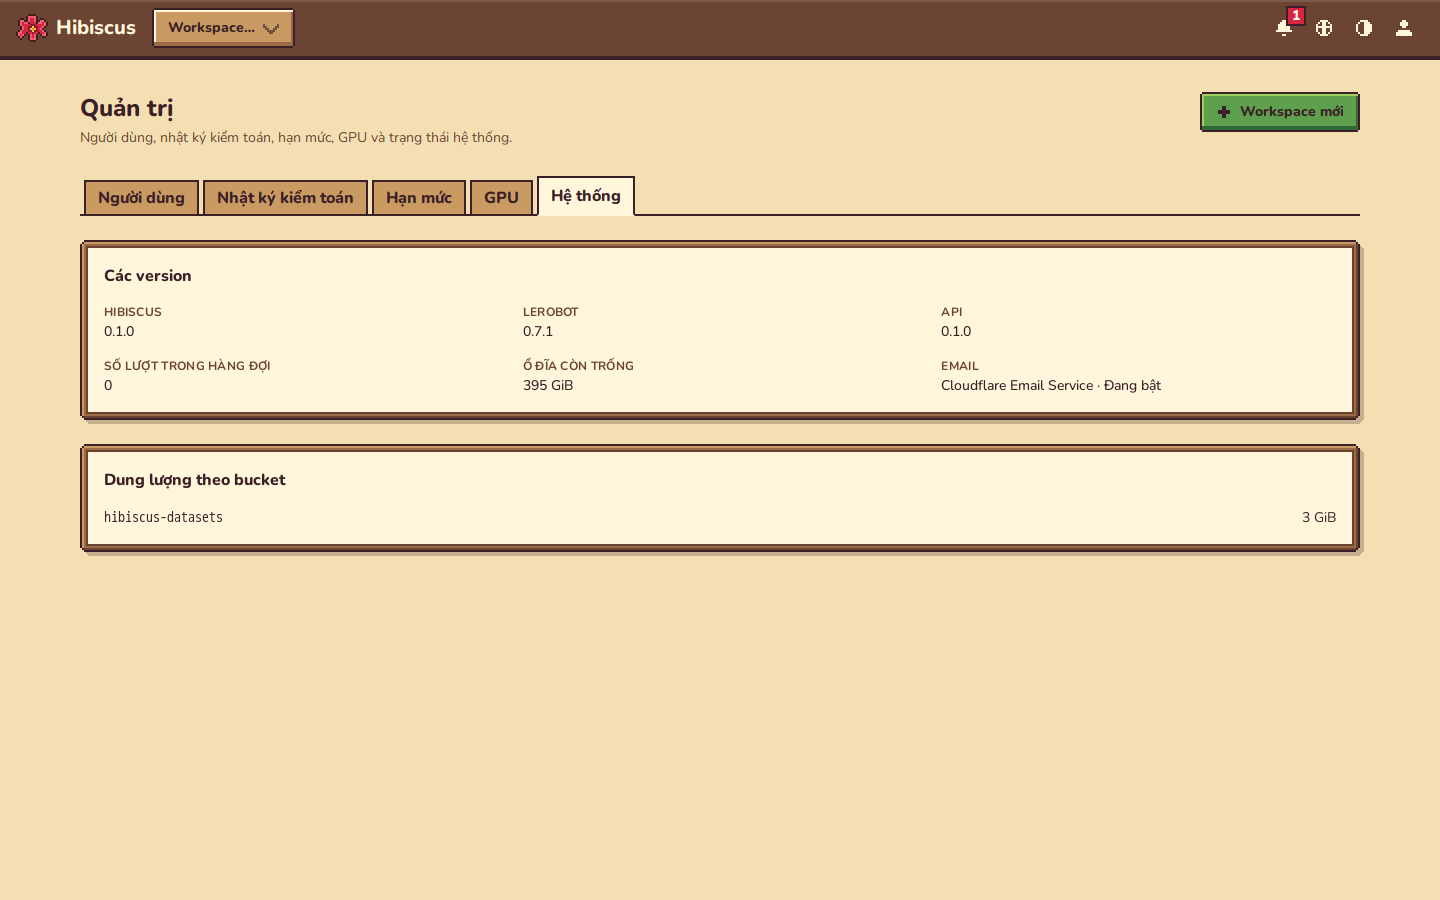 Hibiscus
Workspace...
1
Quản trị
Người dùng, nhật ký kiểm toán, hạn mức, GPU và trạng thái hệ thống.
Workspace mới
Người dùng
Nhật ký kiểm toán
Hạn mức
GPU
Hệ thống
Các version
HIBISCUS
0.1.0
LEROBOT
0.7.1
API
0.1.0
SỐ LƯỢT TRONG HÀNG ĐỢI
0
Ổ ĐĨA CÒN TRỐNG
395 GiB
EMAIL
Cloudflare Email Service · Đang bật
Dung lượng theo bucket
hibiscus-datasets
3 GiB